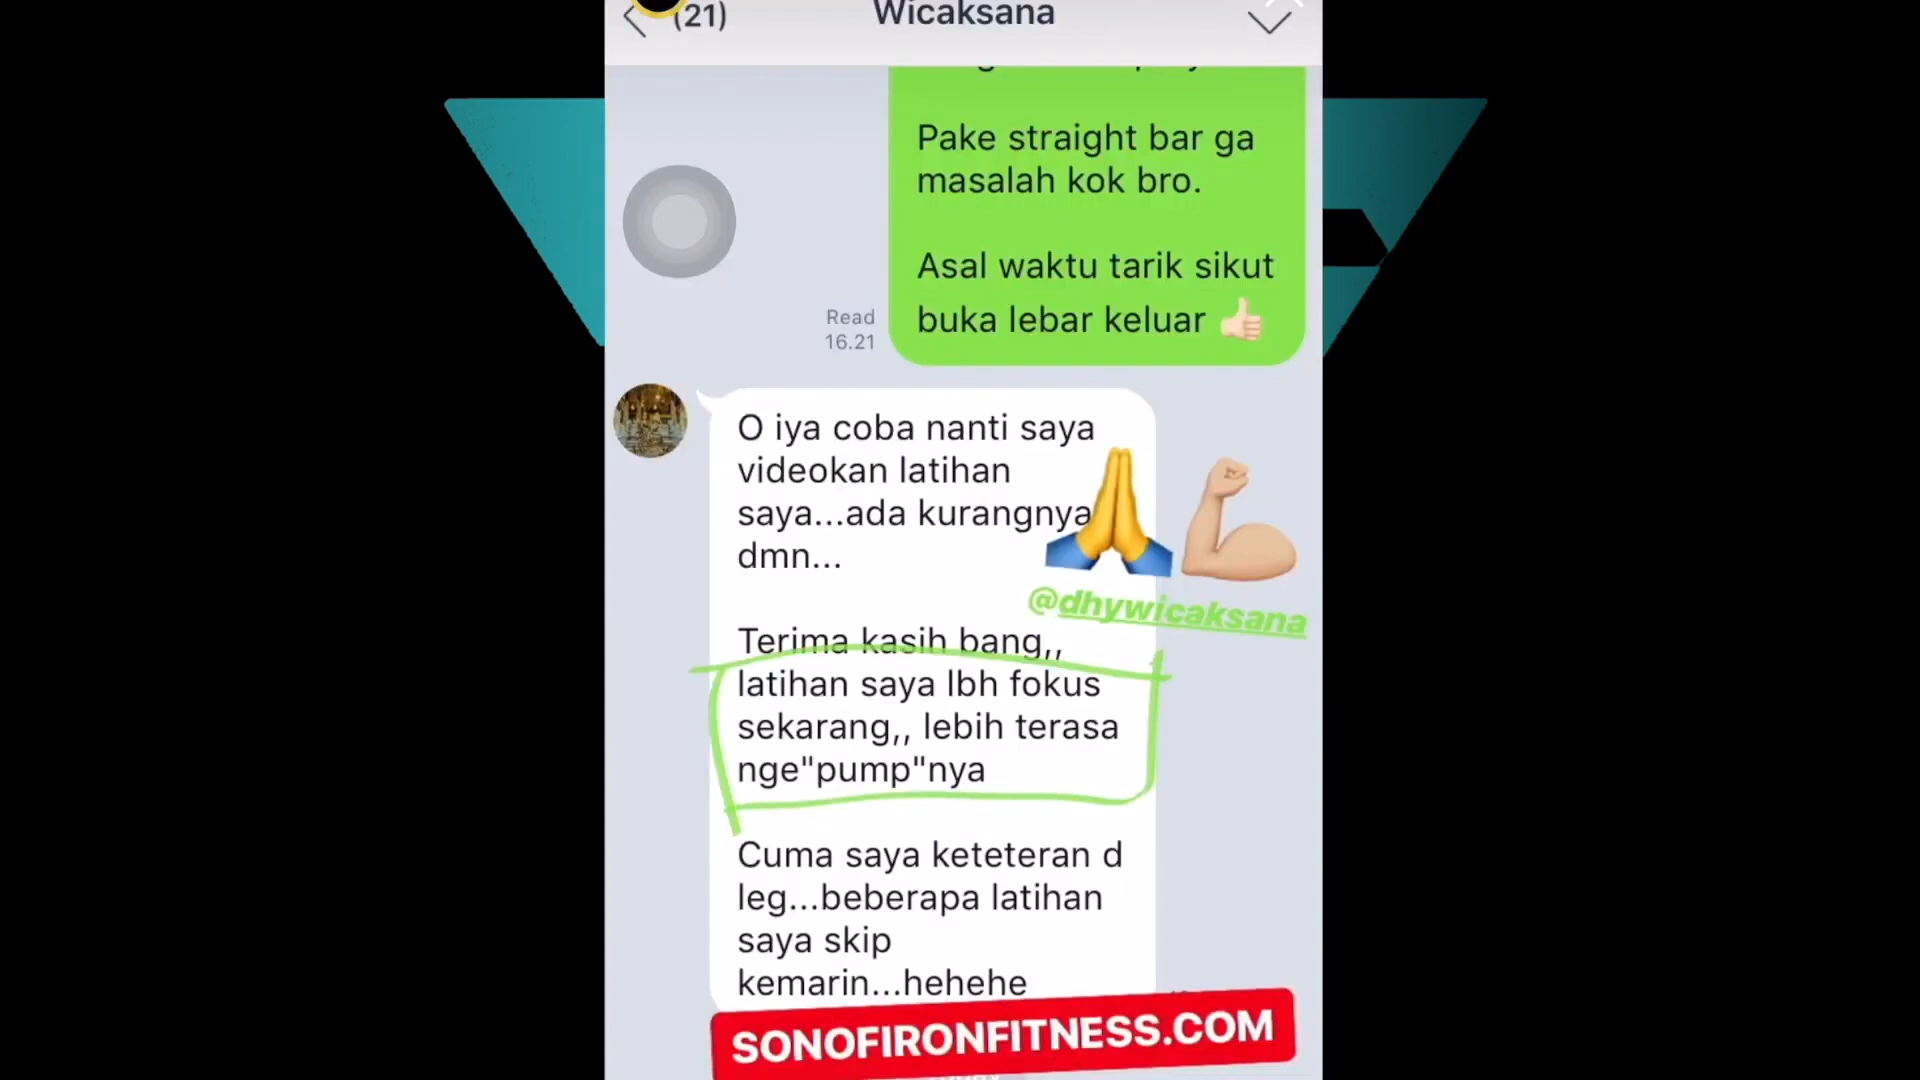 (21)
Wicaksana
Pake straight bar ga
masalah kok bro.
Asal waktu tarik sikut
buka lebar keluar
Read
16.21
O iya coba nanti saya
videokan latihan
saya...ada kurangnya
dmn...
@dhywicaksana
Terima kasih bang,,
latihan saya lbh fokus
sekarang,, lebih terasa
nge"pump"nya
Cuma saya keteteran d
leg...beberapa latihan
saya skip
kemarin...hehehe
SONOFIRONFITNESS.COM